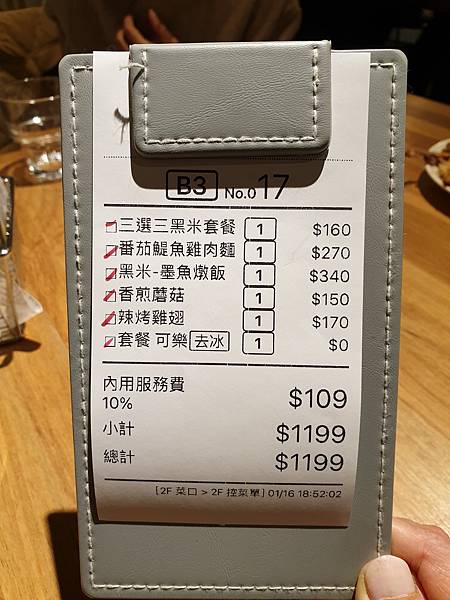 B3 No.017
三選三黑米套餐 1 $160
番茄鯷魚雞肉麵 1 $270
黑米-墨魚燉飯 1 $340
香煎蘑菇 1 $150
辣烤雞翅 1 $170
套餐 可樂 去冰 1 $0
內用服務費
10% $109
小計 $1199
總計 $1199
[2F 菜口 > 2F 控菜單] 01/16 18:52:02